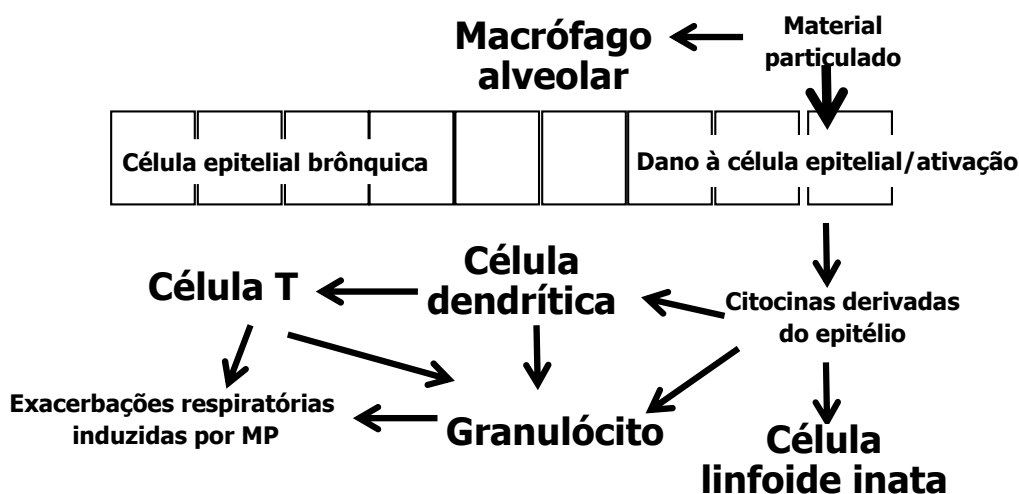 Macrófago
alveolar
Material
particulado
Célula epitelial brônquica
Dano à célula epitelial/ativação
Célula T
Célula
dendrítica
Citocinas derivadas
do epitélio
Exacerbações respiratórias
induzidas por MP
Granulócito
Célula
linfoide inata